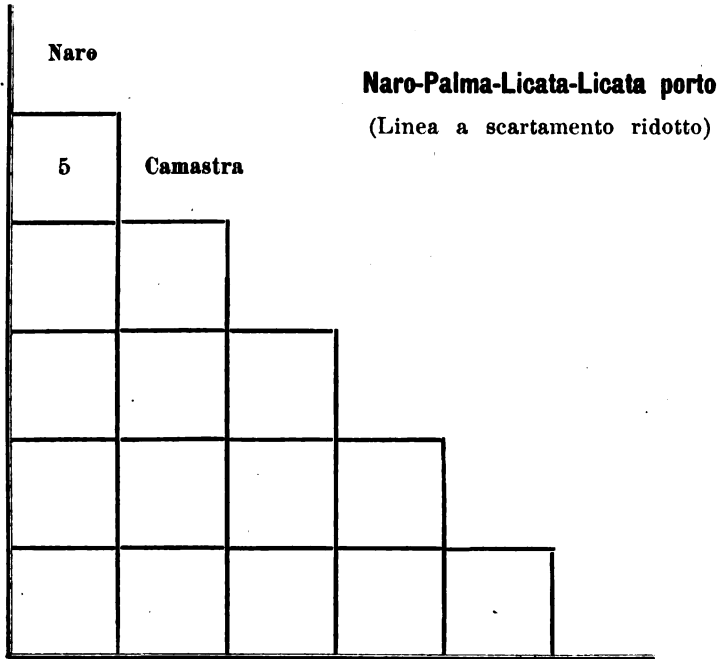 Naro
Naro-Palma-Licata-Licata porto
(Linea a scartamento ridotto)
5 Camastra